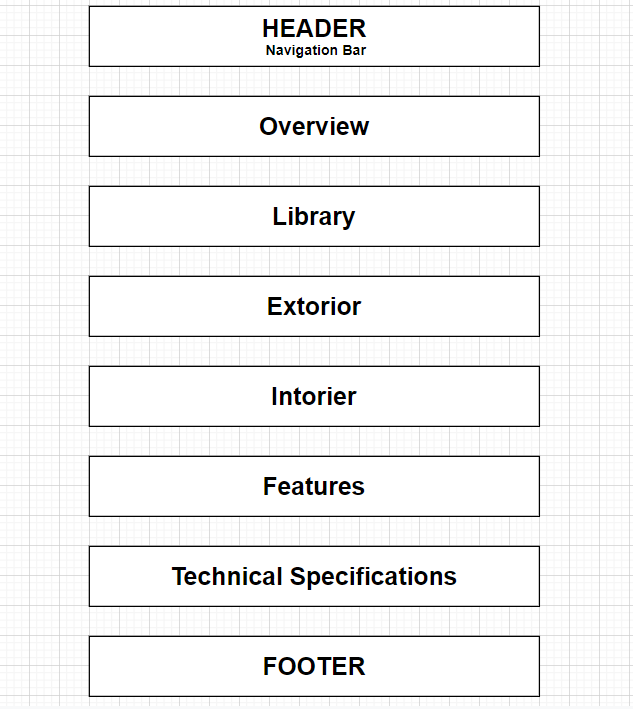 HEADER
Navigation Bar
Overview
Library
Extorior
Intorier
Features
Technical Specifications
FOOTER